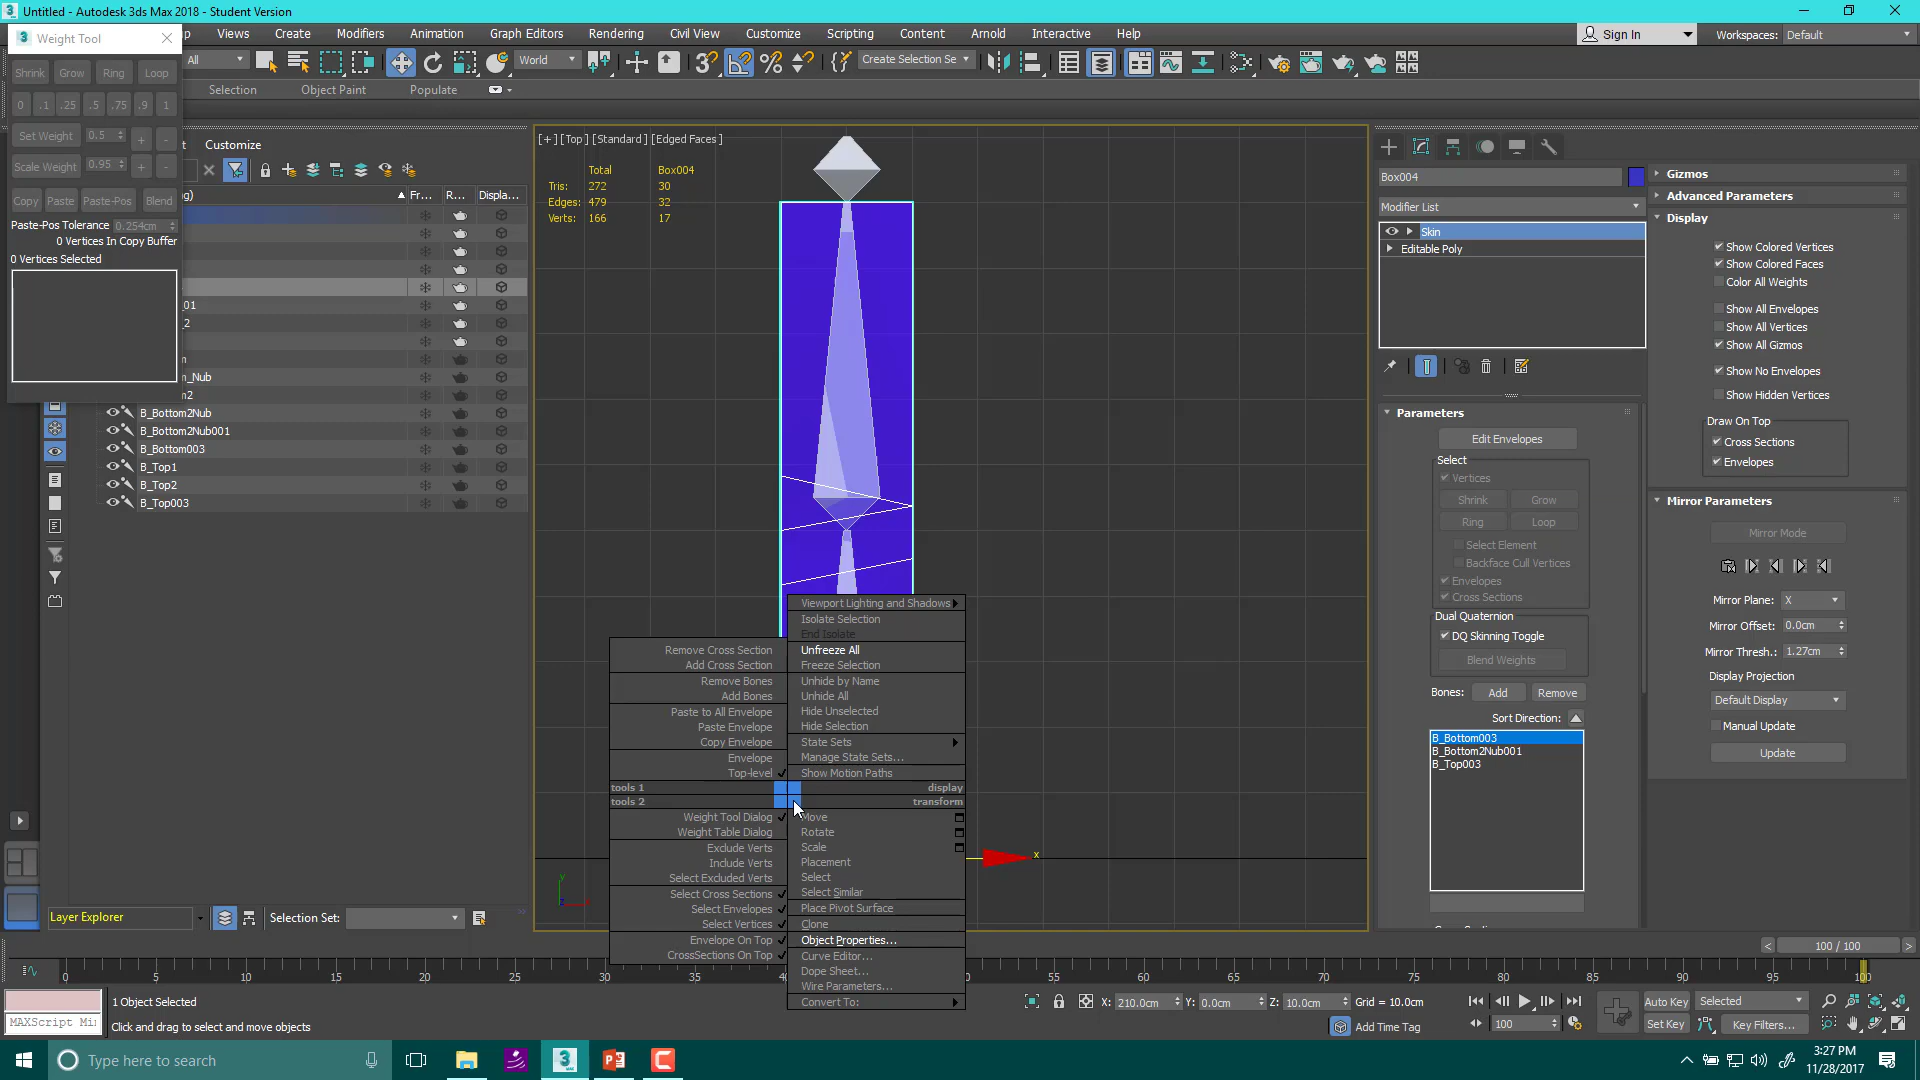 Untitled - Autodesk 3ds Max 2018 - Student Version
Weight Tool
Views Create Modifiers Animation Graph Editors Rendering Civil View Customize Scripting Content Arnold Interactive Help
Sign In
Workspaces: Default
Shrink Grow Ring Loop
All
World
Create Selection Se
Selection Object Paint Populate
0 .1 .25 .5 .75 .9 1
Set Weight 0.5 + -
Scale Weight 0.95 + -
Customize
Copy Paste Paste-Pos Blend
Fr... R... Displa...
Paste-Pos Tolerance 0.254cm
0 Vertices In Copy Buffer
0 Vertices Selected
_01
_2
_Nub
B_Bottom2Nub
B_Bottom2Nub001
B_Bottom003
B_Top1
B_Top2
B_Top003
[+] [Top] [Standard] [Edged Faces]
Total Box004
Tris: 272 30
Edges: 479 32
Verts: 166 17
Viewport Lighting and Shadows
Isolate Selection
End Isolate
Unfreeze All
Freeze Selection
Unhide by Name
Unhide All
Hide Unselected
Hide Selection
State Sets
Manage State Sets...
Show Motion Paths
Remove Cross Section
Add Cross Section
Remove Bones
Add Bones
Paste to All Envelope
Paste Envelope
Copy Envelope
Envelope
Top-level
tools 1 display
tools 2 transform
Weight Tool Dialog
Weight Table Dialog
Exclude Verts
Include Verts
Select Excluded Verts
Select Cross Sections
Select Envelopes
Select Vertices
Envelope On Top
CrossSections On Top
Move
Rotate
Scale
Placement
Select
Select Similar
Place Pivot Surface
Clone
Object Properties...
Curve Editor...
Dope Sheet...
Wire Parameters...
Convert To:
x
y
Box004
Modifier List
Skin
Editable Poly
Parameters
Edit Envelopes
Select
Vertices
Shrink Grow
Ring Loop
Select Element
Backface Cull Vertices
Envelopes
Cross Sections
Dual Quaternion
DQ Skinning Toggle
Blend Weights
Bones: Add Remove
Sort Direction:
B_Bottom003
B_Bottom2Nub001
B_Top003
Gizmos
Advanced Parameters
Display
Show Colored Vertices
Show Colored Faces
Color All Weights
Show All Envelopes
Show All Vertices
Show All Gizmos
Show No Envelopes
Show Hidden Vertices
Draw On Top
Cross Sections
Envelopes
Mirror Parameters
Mirror Mode
Mirror Plane: X
Mirror Offset: 0.0cm
Mirror Thresh.: 1.27cm
Display Projection
Default Display
Manual Update
Update
Layer Explorer
Selection Set:
100 / 100
0 5 10 15 20 25 30 35 55 60 65 70 75 80 85 90 95 100
1 Object Selected
MAXScript Mi
Click and drag to select and move objects
X: 210.0cm Y: 0.0cm Z: 10.0cm Grid = 10.0cm
Add Time Tag
100
Auto Key Selected
Set Key Key Filters...
Type here to search
3:27 PM
11/28/2017